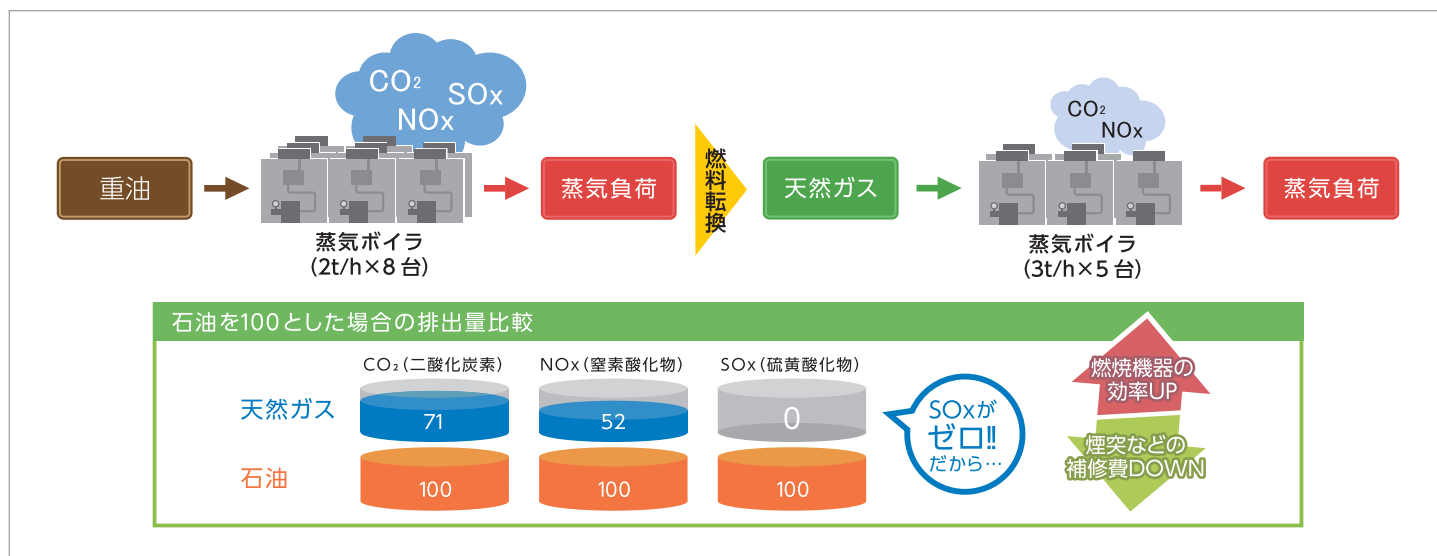 CO2
SOx
NOx
重油
蒸気ボイラ
(2t/h×8台)
蒸気負荷
燃料転換
天然ガス
CO2
NOx
蒸気ボイラ
(3t/h×5台)
蒸気負荷
石油を100とした場合の排出量比較
CO2(二酸化炭素)
NOx(窒素酸化物)
SOx(硫黄酸化物)
天然ガス
71
52
0
石油
100
100
100
SOxが
ゼロ!!
だから…
燃焼機器の
効率UP
煙突などの
補修費DOWN